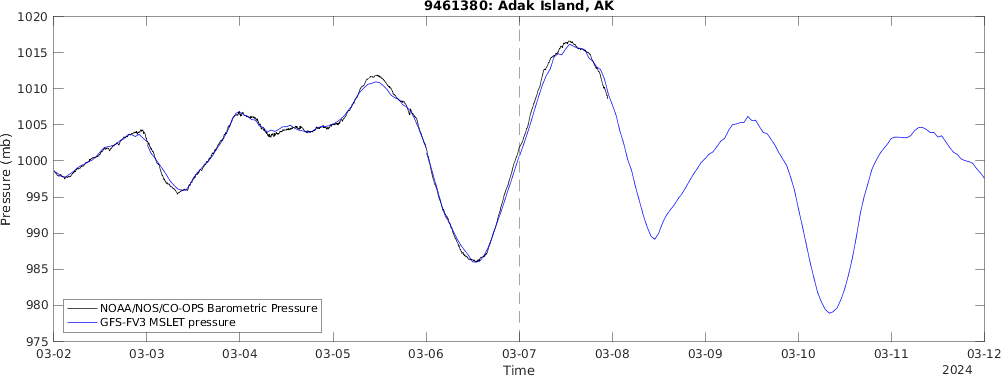 9461380: Adak Island, AK
Pressure (mb)
1020
1015
1010
1005
1000
995
990
985
980
975
NOAA/NOS/CO-OPS Barometric Pressure
GFS-FV3 MSLET pressure
03-02 03-03 03-04 03-05 03-06 03-07 03-08 03-09 03-10 03-11 03-12
Time
2024